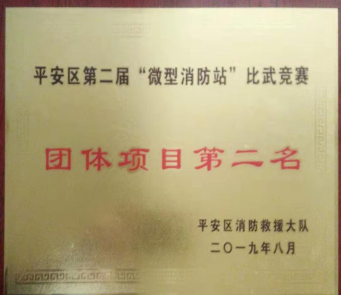 平安区第二届“微型消防站”比武竞赛
团体项目第二名
平安区消防救援大队
二〇一九年八月